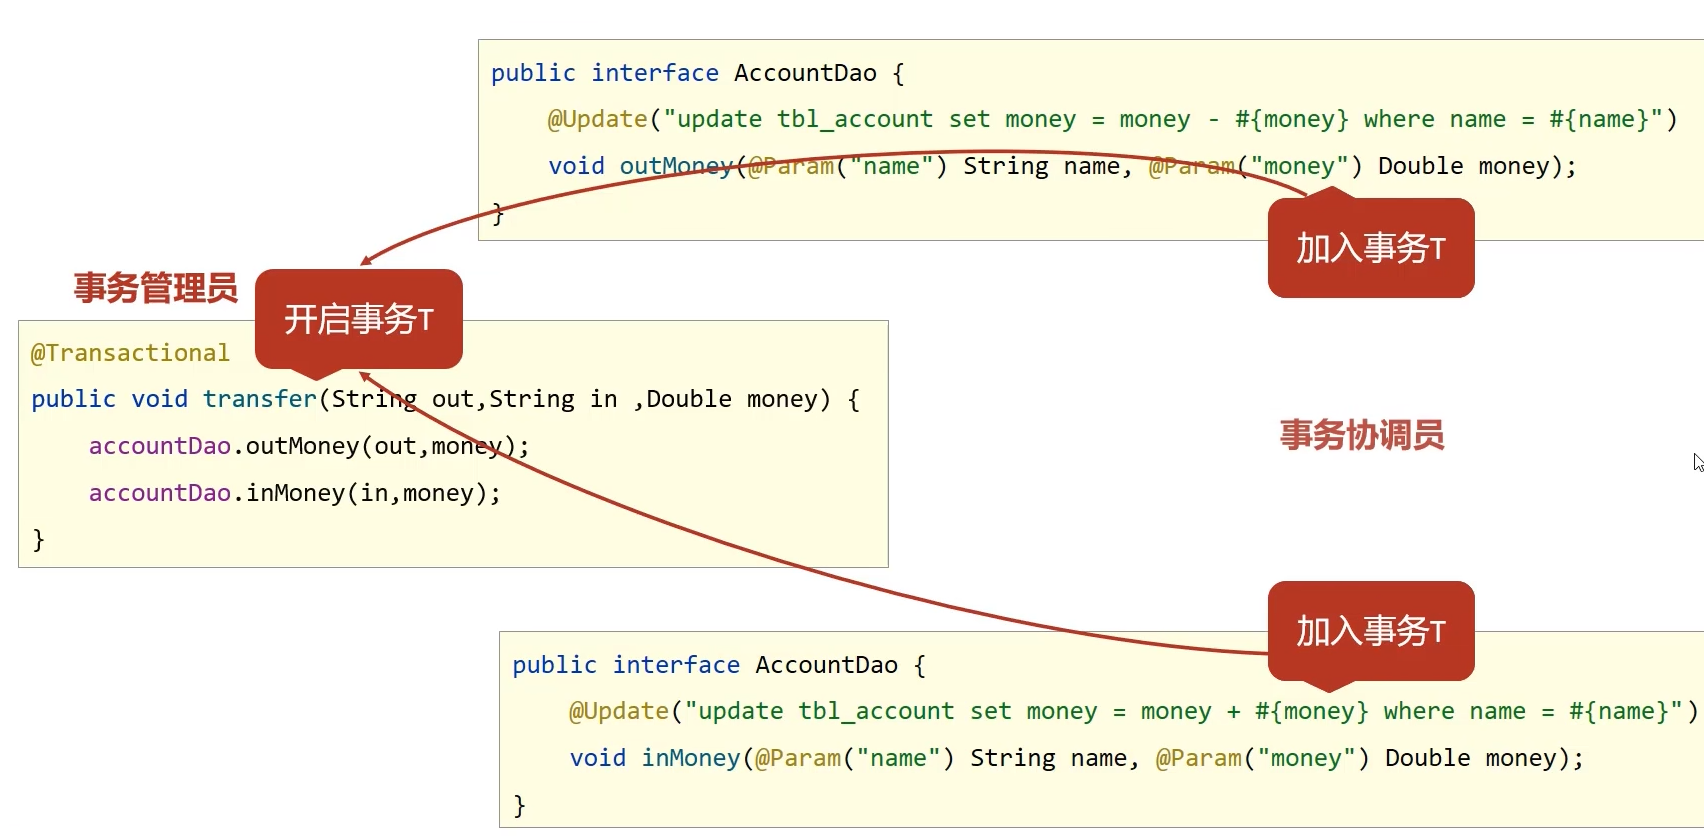 public interface AccountDao {
@Update("update tbl_account set money = money - #{money} where name = #{name}")
void outMoney(@Param("name") String name, @Param("money") Double money);
}
加入事务T
事务管理员
开启事务T
@Transactional
public void transfer(String out,String in ,Double money) {
accountDao.outMoney(out,money);
accountDao.inMoney(in,money);
}
事务协调员
加入事务T
public interface AccountDao {
@Update("update tbl_account set money = money + #{money} where name = #{name}")
void inMoney(@Param("name") String name, @Param("money") Double money);
}